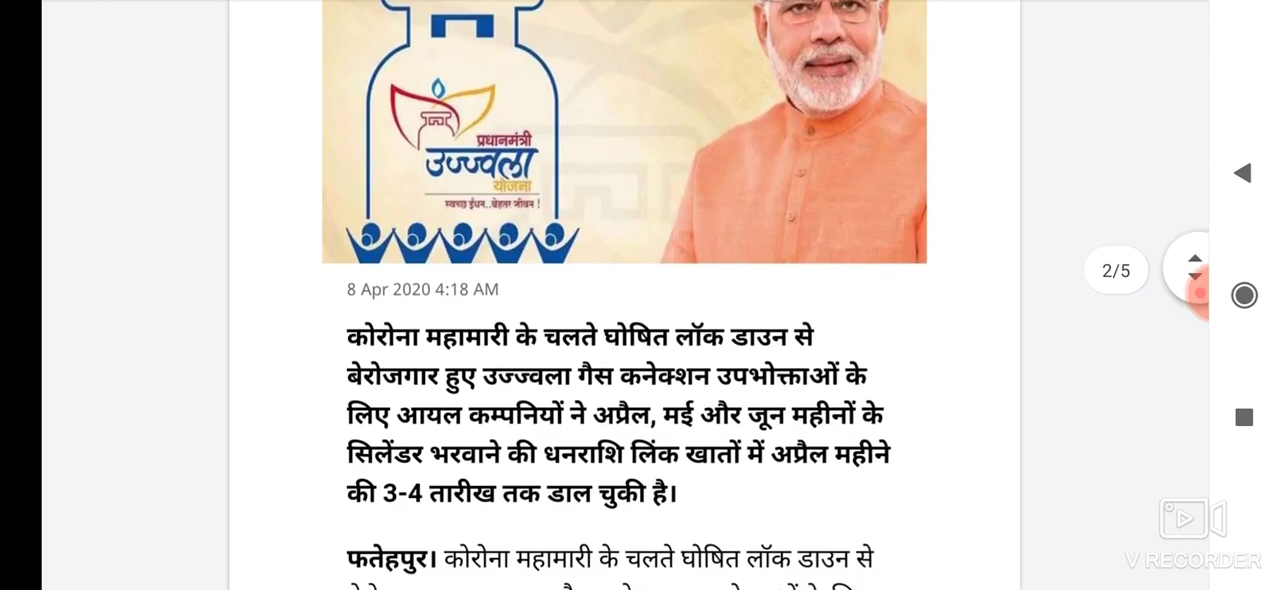 प्रधानमंत्री
उज्ज्वला
योजना
स्वच्छ ईंधन..बेहतर जीवन !
8 Apr 2020 4:18 AM
2/5
कोरोना महामारी के चलते घोषित लॉक डाउन से
बेरोजगार हुए उज्ज्वला गैस कनेक्शन उपभोक्ताओं के
लिए आयल कम्पनियों ने अप्रैल, मई और जून महीनों के
सिलेंडर भरवाने की धनराशि लिंक खातों में अप्रैल महीने
की 3-4 तारीख तक डाल चुकी है।
फतेहपुर। कोरोना महामारी के चलते घोषित लॉक डाउन से
V RECORDER